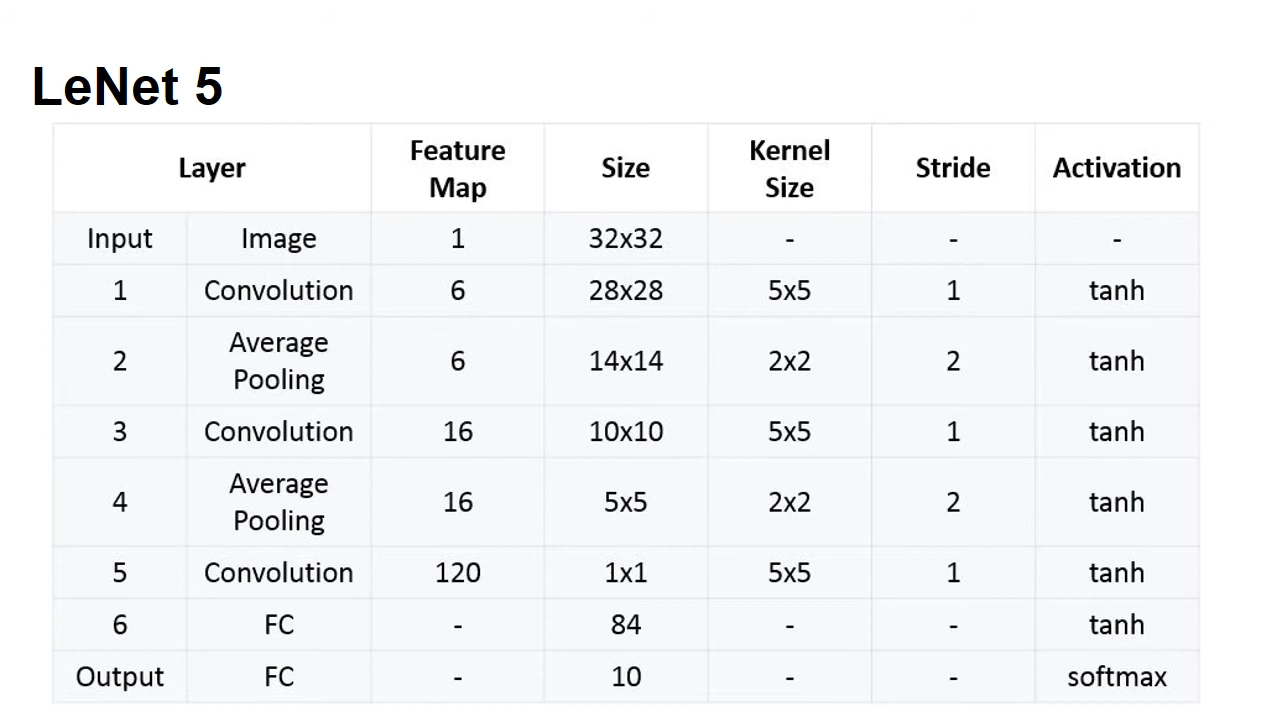 LeNet 5
Layer Feature Map Size Kernel Size Stride Activation
Input Image 1 32x32 - - -
1 Convolution 6 28x28 5x5 1 tanh
2 Average Pooling 6 14x14 2x2 2 tanh
3 Convolution 16 10x10 5x5 1 tanh
4 Average Pooling 16 5x5 2x2 2 tanh
5 Convolution 120 1x1 5x5 1 tanh
6 FC - 84 - - tanh
Output FC - 10 - - softmax